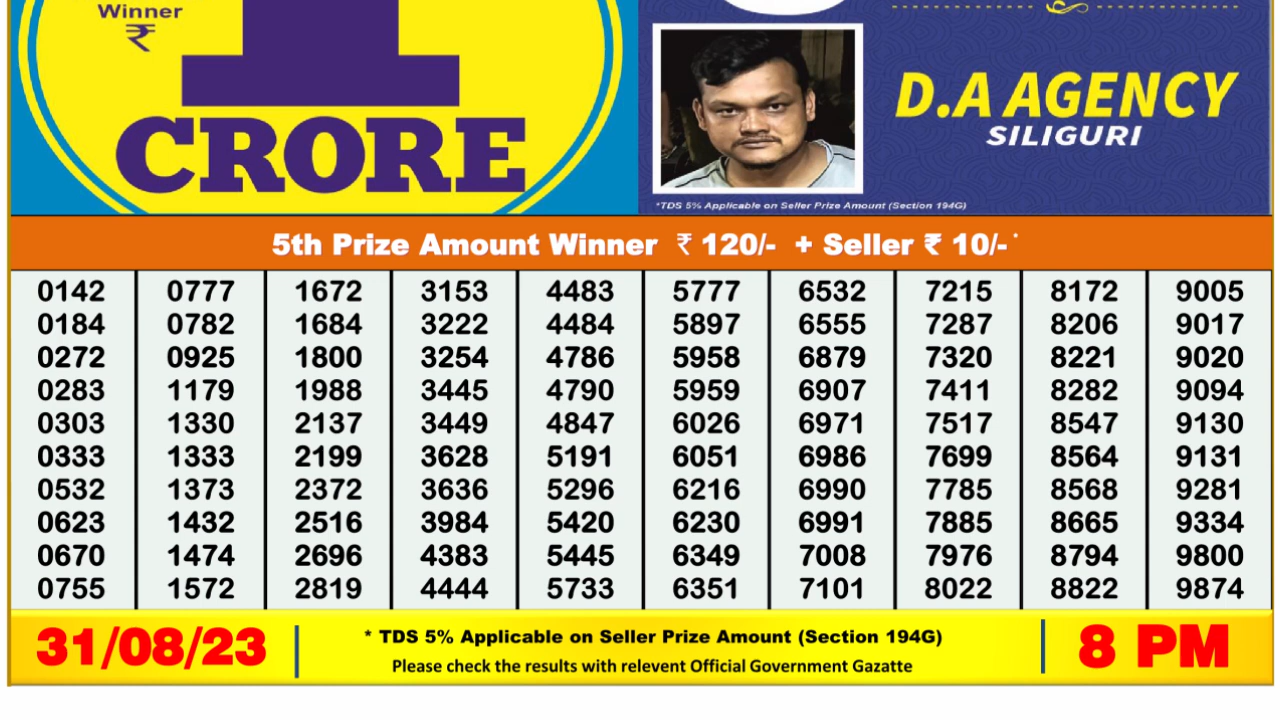 Winner
₹
1
CRORE
D.A AGENCY
SILIGURI
*TDS 5% Applicable on Seller Prize Amount (Section 194G)
5th Prize Amount Winner ₹ 120/- + Seller ₹ 10/- *
0142 0777 1672 3153 4483 5777 6532 7215 8172 9005
0184 0782 1684 3222 4484 5897 6555 7287 8206 9017
0272 0925 1800 3254 4786 5958 6879 7320 8221 9020
0283 1179 1988 3445 4790 5959 6907 7411 8282 9094
0303 1330 2137 3449 4847 6026 6971 7517 8547 9130
0333 1333 2199 3628 5191 6051 6986 7699 8564 9131
0532 1373 2372 3636 5296 6216 6990 7785 8568 9281
0623 1432 2516 3984 5420 6230 6991 7885 8665 9334
0670 1474 2696 4383 5445 6349 7008 7976 8794 9800
0755 1572 2819 4444 5733 6351 7101 8022 8822 9874
31/08/23
* TDS 5% Applicable on Seller Prize Amount (Section 194G)
Please check the results with relevent Official Government Gazatte
8 PM